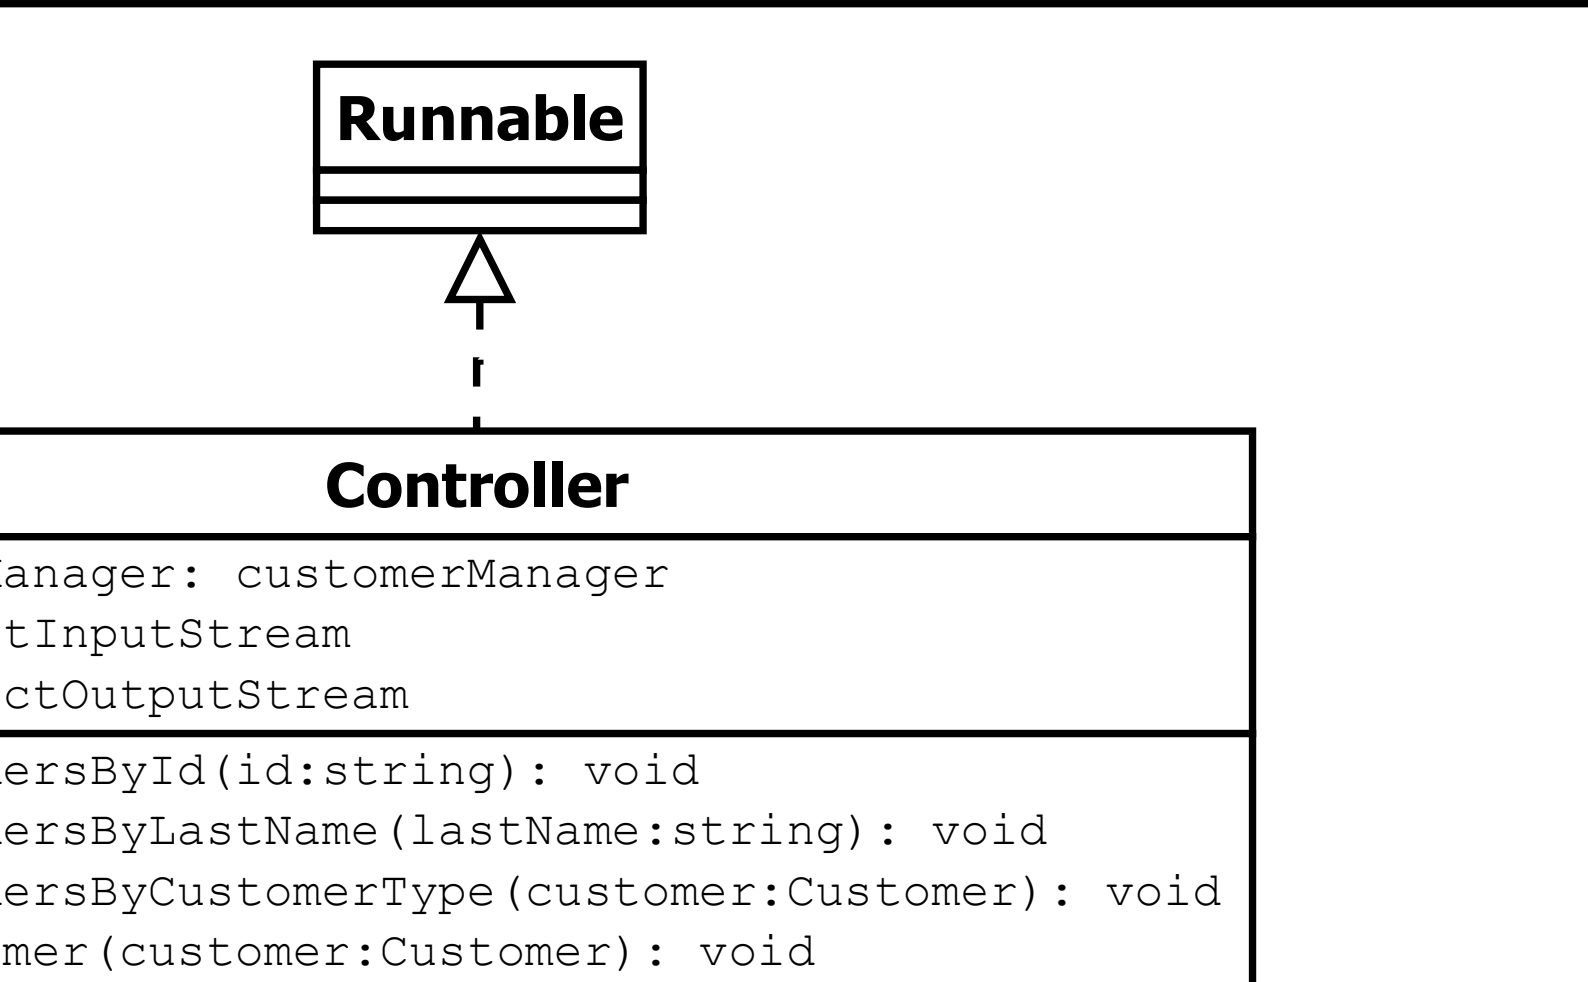 Runnable
Controller
anager: customerManager
tInputStream
ctOutputStream
ersById(id:string): void
ersByLastName(lastName:string): void
ersByCustomerType(customer:Customer): void
mer(customer:Customer): void